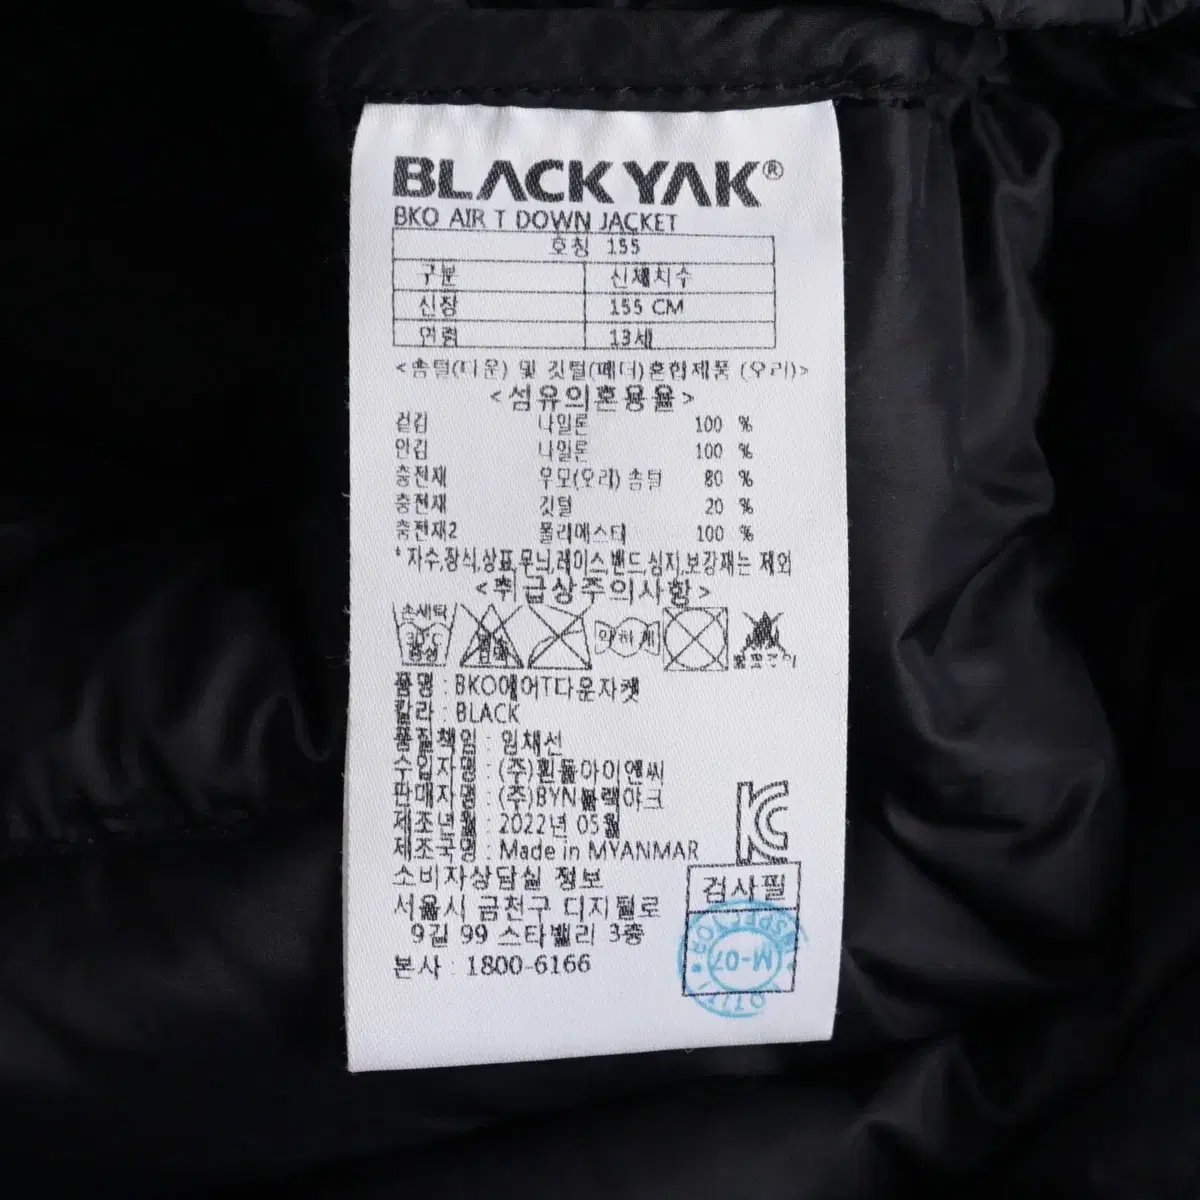 BLACKYAK®
BKO AIR T DOWN JACKET
호칭 155
구분 신체치수
신장 155 CM
연령 13세
<솜털(다운) 및 깃털(페더)혼합제품 (오리)>
<섬유의혼용율>
겉감 나일론 100 %
안감 나일론 100 %
충전재 우모(오리) 솜털 80 %
충전재 깃털 20 %
충전재2 폴리에스터 100 %
*자수,장식,상표,무늬,레이스,밴드,심지,보강재는 제외
<취급상주의사항>
손세탁
30°C
중성
약하게
품명 : BKO에어T다운자켓
칼라 : BLACK
품질책임 : 임채선
수입자명 : (주)흰돌아이엔씨
판매자명 : (주)BYN블랙야크
제조년월 : 2022년 05월
제조국명 : Made in MYANMAR
소비자상담실 정보
서울시 금천구 디지털로
9길 99 스타밸리 3층
본사 : 1800-6166
KC
검사필
INSPECTOR
M-07